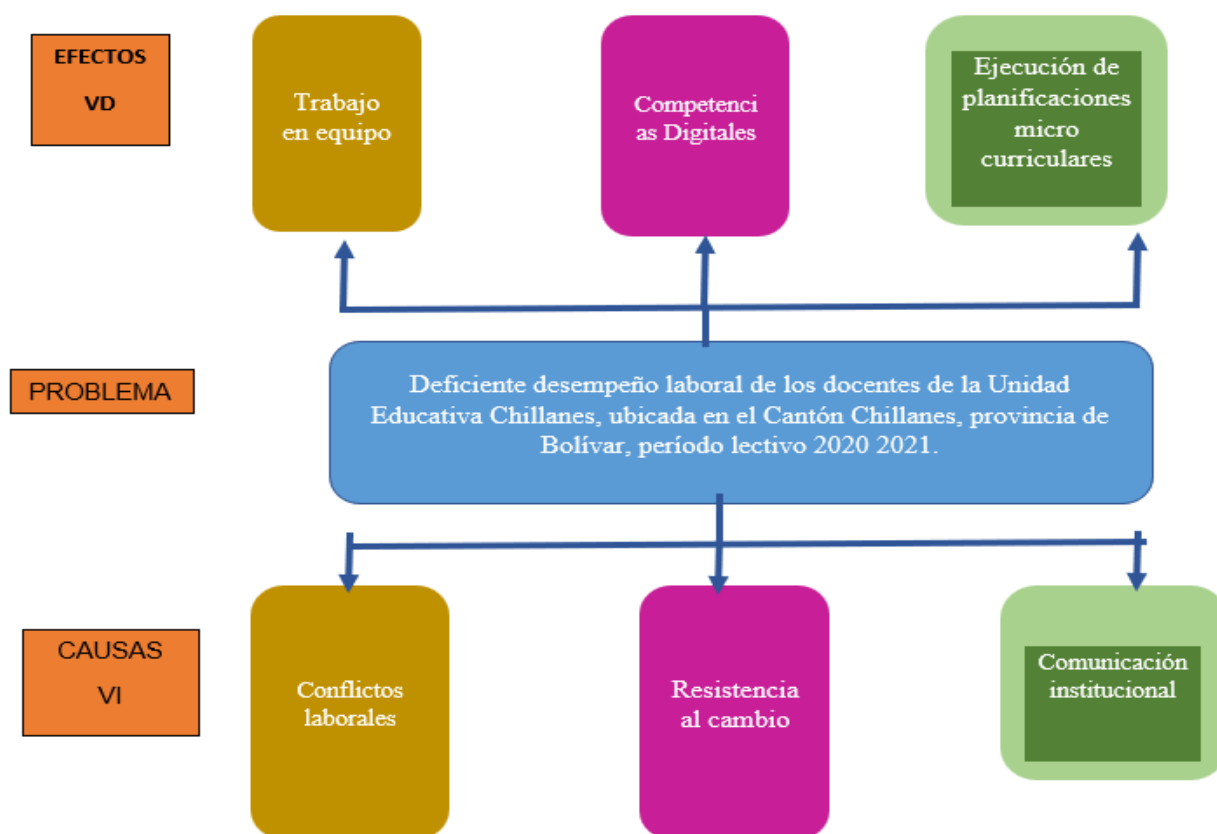 EFECTOS
VD
Trabajo
en equipo
Competenci
as Digitales
Ejecución de
planificaciones
micro
curriculares
PROBLEMA
Deficiente desempeño laboral de los docentes de la Unidad
Educativa Chillanes, ubicada en el Cantón Chillanes, provincia de
Bolívar, período lectivo 2020 2021.
CAUSAS
VI
Conflictos
laborales
Resistencia
al cambio
Comunicación
institucional